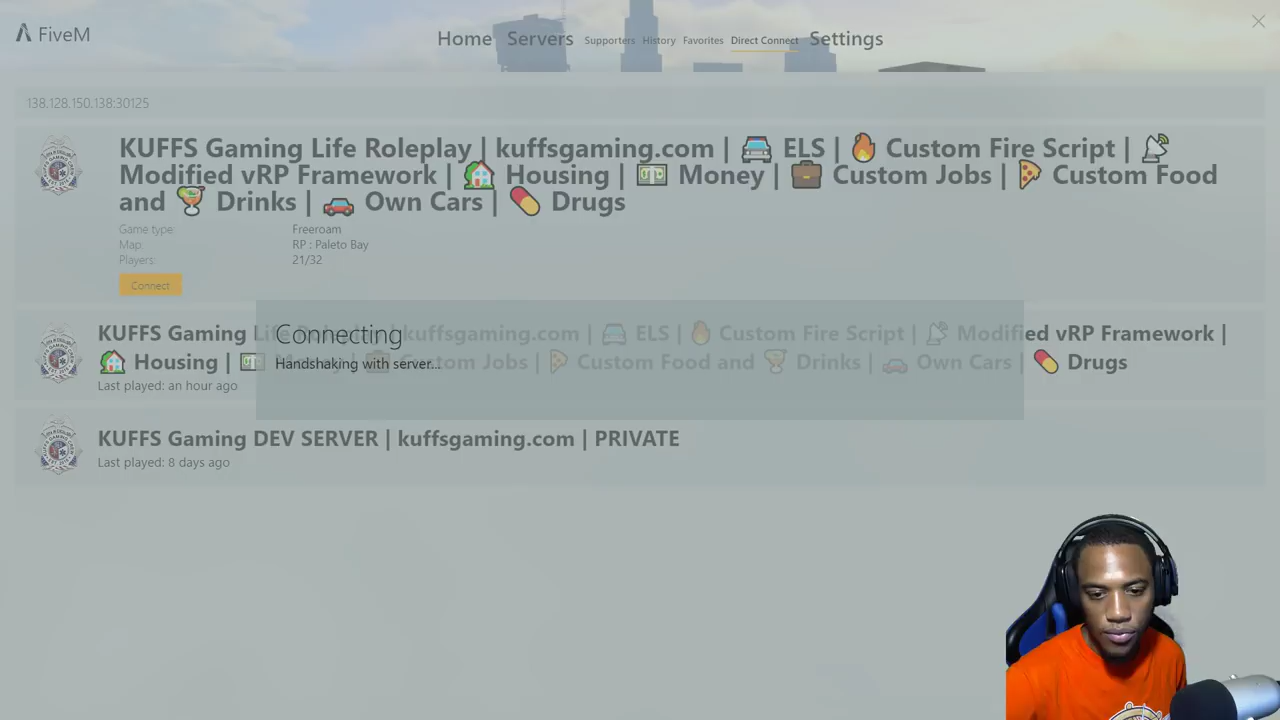 FiveM
Home Servers Supporters History Favorites Direct Connect Settings
138.128.150.138:30125
KUFFS Gaming Life Roleplay | kuffsgaming.com | 🚘 ELS | 🔥 Custom Fire Script | 📡
Modified vRP Framework | 🏡 Housing | 💵 Money | 💼 Custom Jobs | 🍕 Custom Food
and 🍹 Drinks | 🚗 Own Cars | 💊 Drugs
Game type: Freeroam
Map: RP : Paleto Bay
Players: 21/32
Connect
Connecting
KUFFS Gaming Life Roleplay | kuffsgaming.com | 🚘 ELS | 🔥 Custom Fire Script | 📡 Modified vRP Framework |
Handshaking with server...
🏡 Housing | 💵 Money | 💼 Custom Jobs | 🍕 Custom Food and 🍹 Drinks | 🚗 Own Cars | 💊 Drugs
Last played: an hour ago
KUFFS Gaming DEV SERVER | kuffsgaming.com | PRIVATE
Last played: 8 days ago